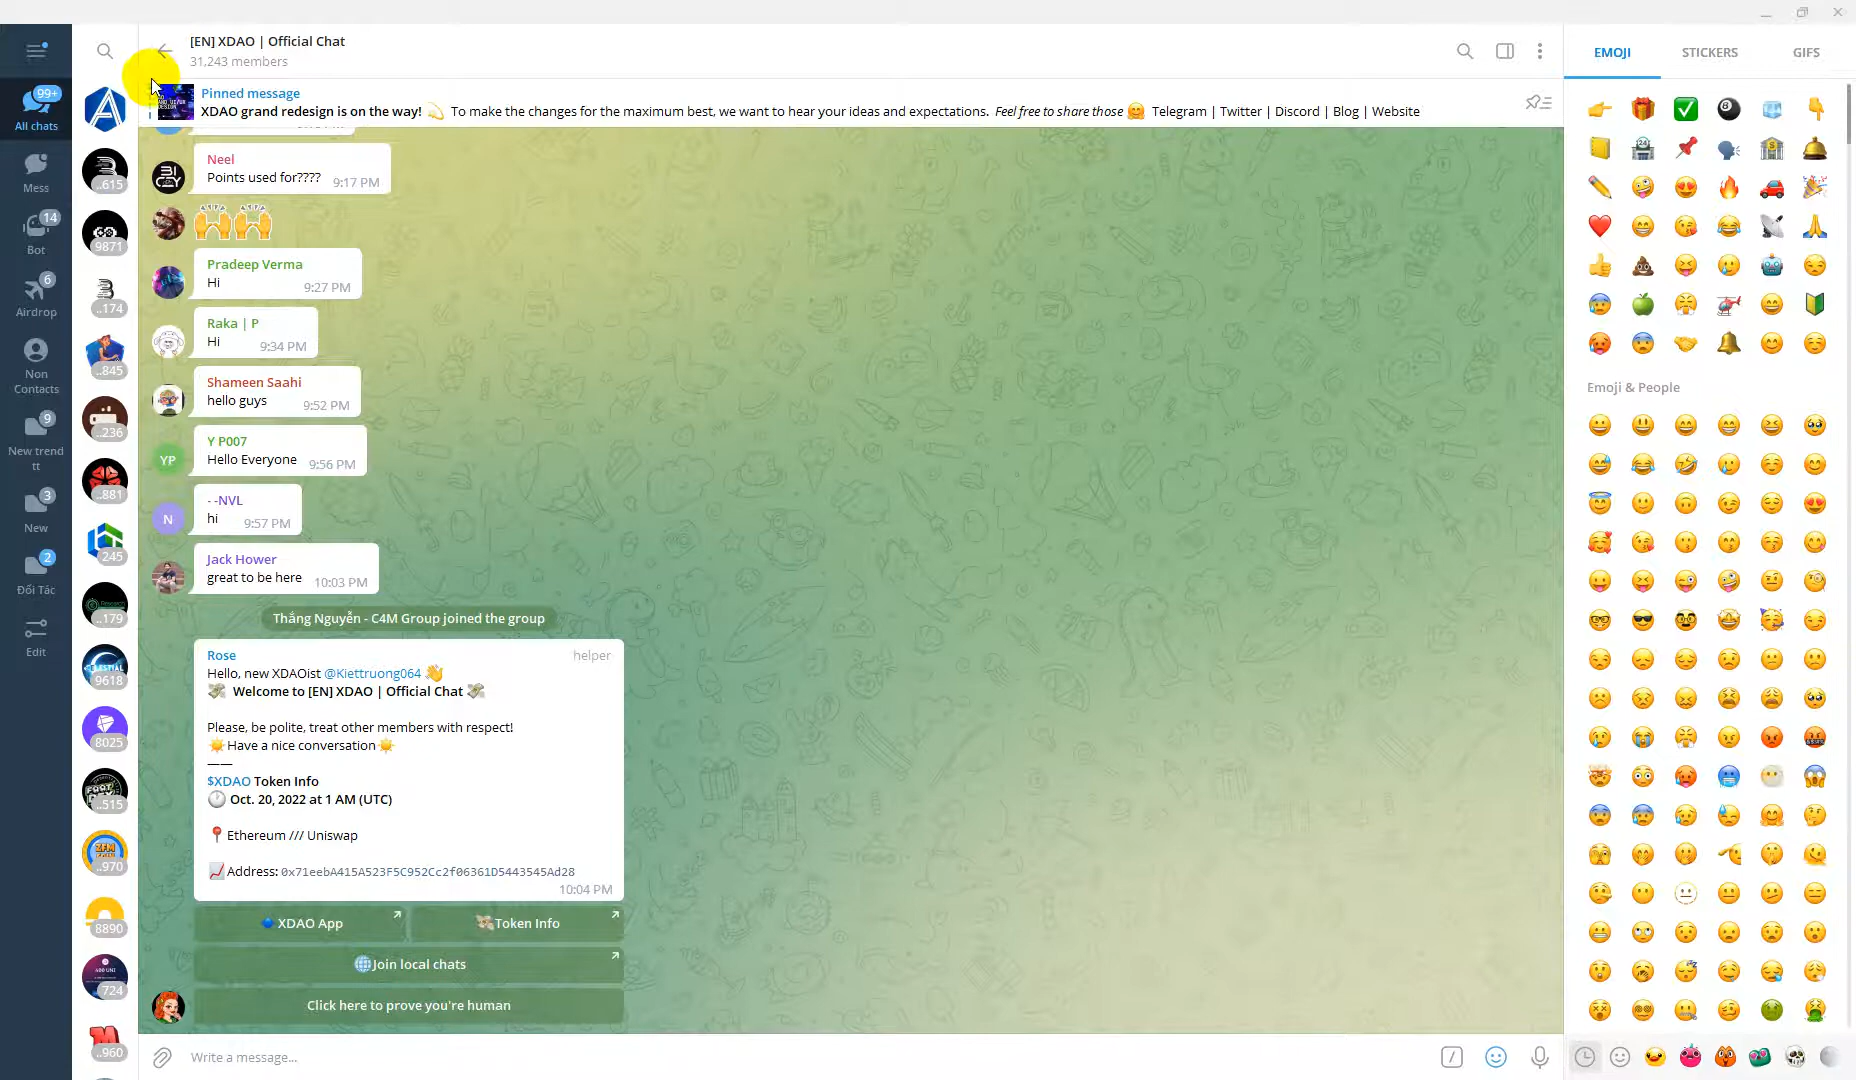 [EN] XDAO | Official Chat
31,243 members
Pinned message
XDAO grand redesign is on the way! 💫 To make the changes for the maximum best, we want to hear your ideas and expectations. Feel free to share those 🤗 Telegram | Twitter | Discord | Blog | Website
EMOJI
STICKERS
GIFS
99+
All chats
Mess
14
Bot
6
Airdrop
Non
Contacts
9
New trend
tt
3
New
2
Đối Tác
Edit
..615
9871
..174
..845
..236
..881
245
..179
9618
8025
..515
..970
8890
724
..960
Neel
Points used for???? 9:17 PM
Pradeep Verma
Hi 9:27 PM
Raka | P
Hi 9:34 PM
Shameen Saahi
hello guys 9:52 PM
YP
Y P007
Hello Everyone 9:56 PM
N
- -NVL
hi 9:57 PM
Jack Hower
great to be here 10:03 PM
Thắng Nguyễn - C4M Group joined the group
Rose helper
Hello, new XDAOist @Kiettruong064 👋
💸 Welcome to [EN] XDAO | Official Chat 💸
Please, be polite, treat other members with respect!
☀️Have a nice conversation☀️
——
$XDAO Token Info
🕐 Oct. 20, 2022 at 1 AM (UTC)
📍Ethereum /// Uniswap
📈Address: 0x71eebA415A523F5C952Cc2f06361D5443545Ad28
10:04 PM
🔹 XDAO App
💸Token Info
🌐Join local chats
Click here to prove you're human
Write a message...
Emoji & People